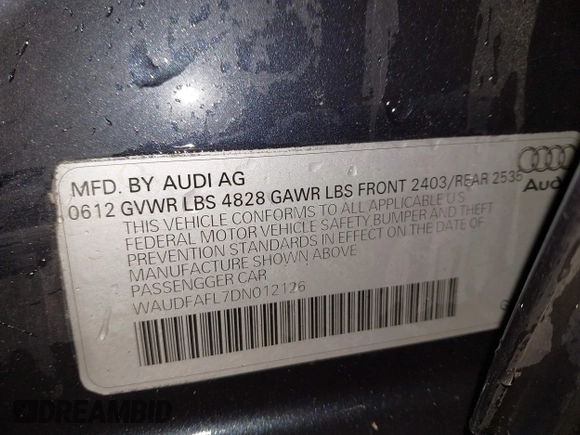 MFD. BY AUDI AG
0612 GVWR LBS 4828 GAWR LBS FRONT 2403/REAR 2535
THIS VEHICLE CONFORMS TO ALL APPLICABLE U S
FEDERAL MOTOR VEHICLE SAFETY BUMPER AND THEFT
PREVENTION STANDARDS IN EFFECT ON THE DATE OF
MANUFACTURE SHOWN ABOVE
PASSENGGER CAR
WAUDFAFL7DN012126
Audi
DREAMBID